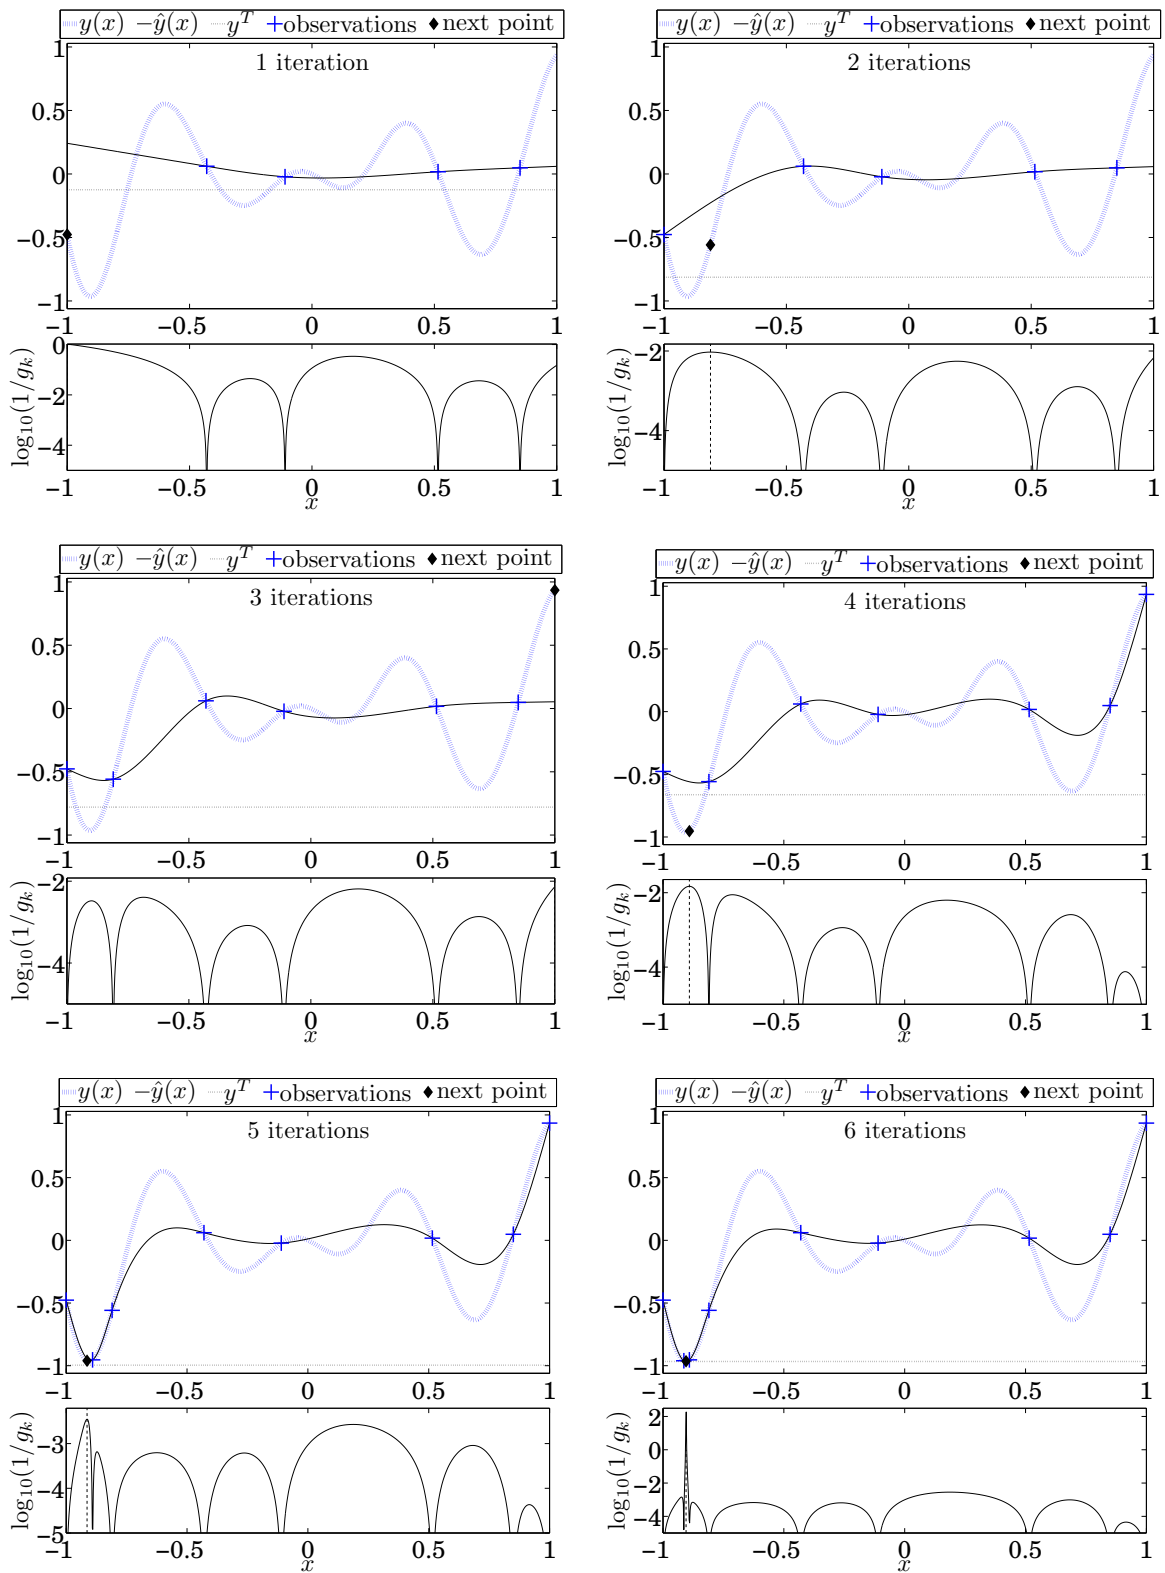 y(x) −ŷ(x) y^T observations next point
1 iteration
1
0.5
0
−0.5
−1
−1 −0.5 0 0.5 1
log10(1/g_k)
0
−2
−4
−1 −0.5 0 0.5 1
x
y(x) −ŷ(x) y^T observations next point
2 iterations
1
0.5
0
−0.5
−1
−1 −0.5 0 0.5 1
log10(1/g_k)
−2
−4
−1 −0.5 0 0.5 1
x
y(x) −ŷ(x) y^T observations next point
3 iterations
1
0.5
0
−0.5
−1
−1 −0.5 0 0.5 1
log10(1/g_k)
−2
−4
−1 −0.5 0 0.5 1
x
y(x) −ŷ(x) y^T observations next point
4 iterations
1
0.5
0
−0.5
−1
−1 −0.5 0 0.5 1
log10(1/g_k)
−2
−4
−1 −0.5 0 0.5 1
x
y(x) −ŷ(x) y^T observations next point
5 iterations
1
0.5
0
−0.5
−1
−1 −0.5 0 0.5 1
log10(1/g_k)
−3
−4
−5
−1 −0.5 0 0.5 1
x
y(x) −ŷ(x) y^T observations next point
6 iterations
1
0.5
0
−0.5
−1
−1 −0.5 0 0.5 1
log10(1/g_k)
2
0
−2
−4
−1 −0.5 0 0.5 1
x